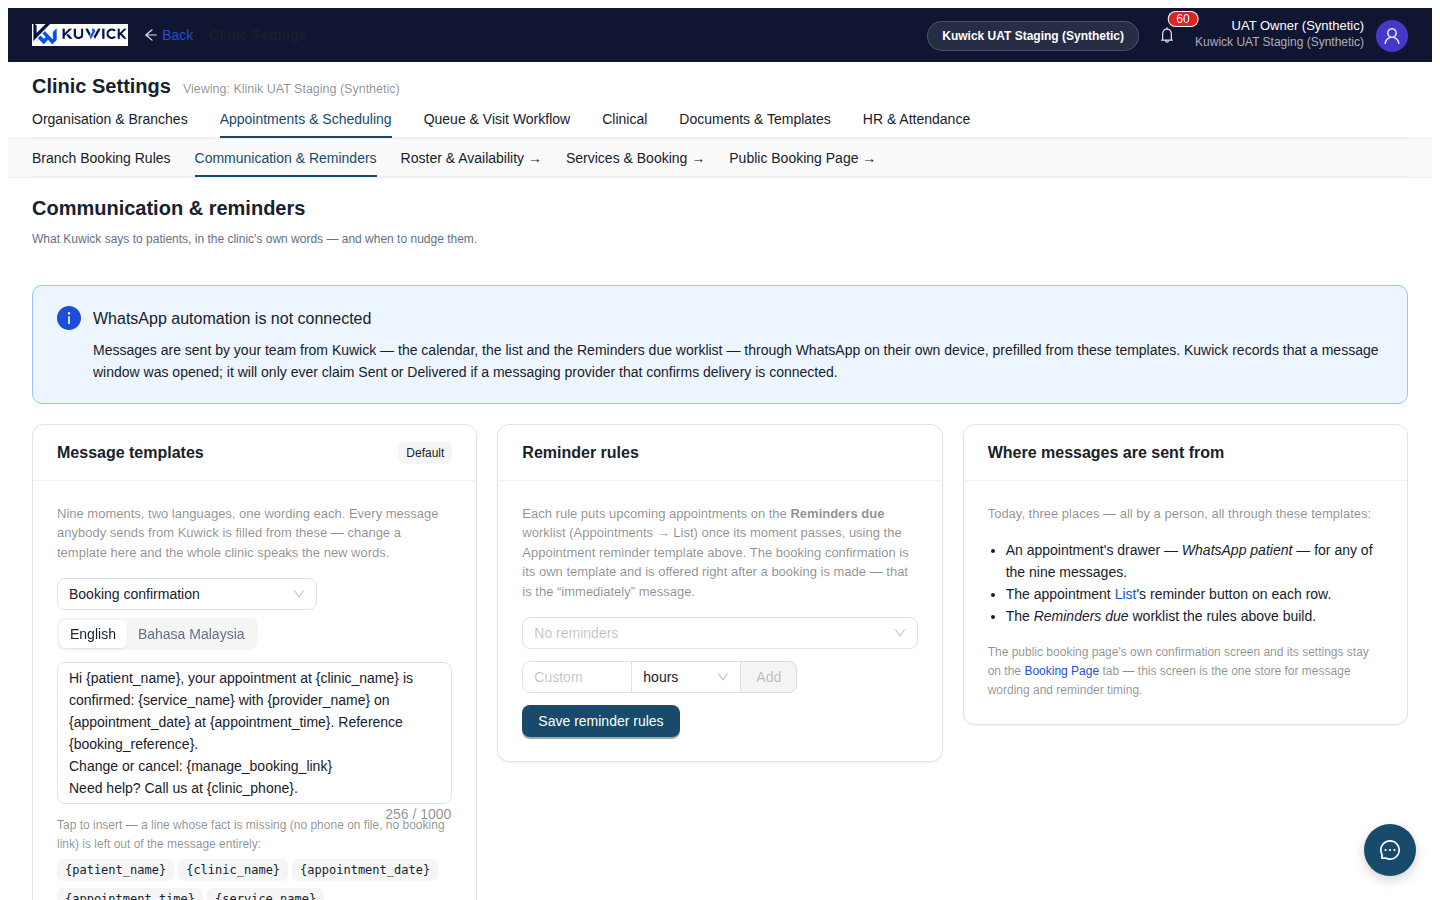 KUWICK
Back
Clinic Settings
Kuwick UAT Staging (Synthetic)
60
UAT Owner (Synthetic)
Kuwick UAT Staging (Synthetic)
Clinic Settings
Viewing: Klinik UAT Staging (Synthetic)
Organisation & Branches
Appointments & Scheduling
Queue & Visit Workflow
Clinical
Documents & Templates
HR & Attendance
Branch Booking Rules
Communication & Reminders
Roster & Availability →
Services & Booking →
Public Booking Page →
Communication & reminders
What Kuwick says to patients, in the clinic's own words — and when to nudge them.
WhatsApp automation is not connected
Messages are sent by your team from Kuwick — the calendar, the list and the Reminders due worklist — through WhatsApp on their own device, prefilled from these templates. Kuwick records that a message
window was opened; it will only ever claim Sent or Delivered if a messaging provider that confirms delivery is connected.
Message templates
Default
Nine moments, two languages, one wording each. Every message
anybody sends from Kuwick is filled from these — change a
template here and the whole clinic speaks the new words.
Booking confirmation
English
Bahasa Malaysia
Hi {patient_name}, your appointment at {clinic_name} is
confirmed: {service_name} with {provider_name} on
{appointment_date} at {appointment_time}. Reference
{booking_reference}.
Change or cancel: {manage_booking_link}
Need help? Call us at {clinic_phone}.
256 / 1000
Tap to insert — a line whose fact is missing (no phone on file, no booking
link) is left out of the message entirely:
{patient_name}
{clinic_name}
{appointment_date}
{appointment_time}
{service_name}
Reminder rules
Each rule puts upcoming appointments on the Reminders due
worklist (Appointments → List) once its moment passes, using the
Appointment reminder template above. The booking confirmation is
its own template and is offered right after a booking is made — that
is the “immediately” message.
No reminders
Custom
hours
Add
Save reminder rules
Where messages are sent from
Today, three places — all by a person, all through these templates:
An appointment's drawer — WhatsApp patient — for any of
the nine messages.
The appointment List's reminder button on each row.
The Reminders due worklist the rules above build.
The public booking page's own confirmation screen and its settings stay
on the Booking Page tab — this screen is the one store for message
wording and reminder timing.